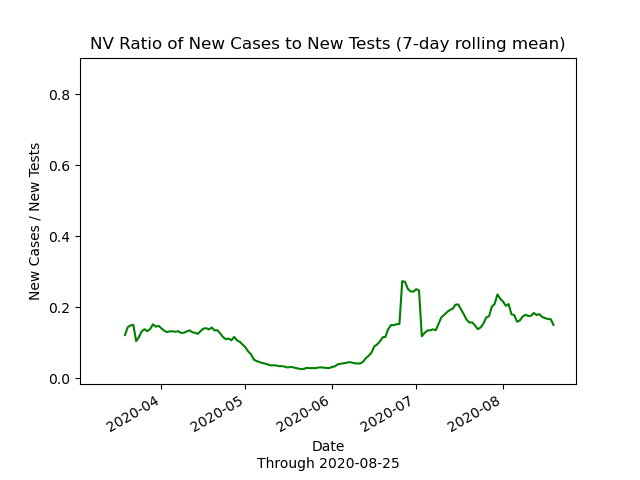 NV Ratio of New Cases to New Tests (7-day rolling mean)
0.8
0.6
0.4
0.2
0.0
New Cases / New Tests
2020-04
2020-05
2020-06
2020-07
2020-08
Date
Through 2020-08-25